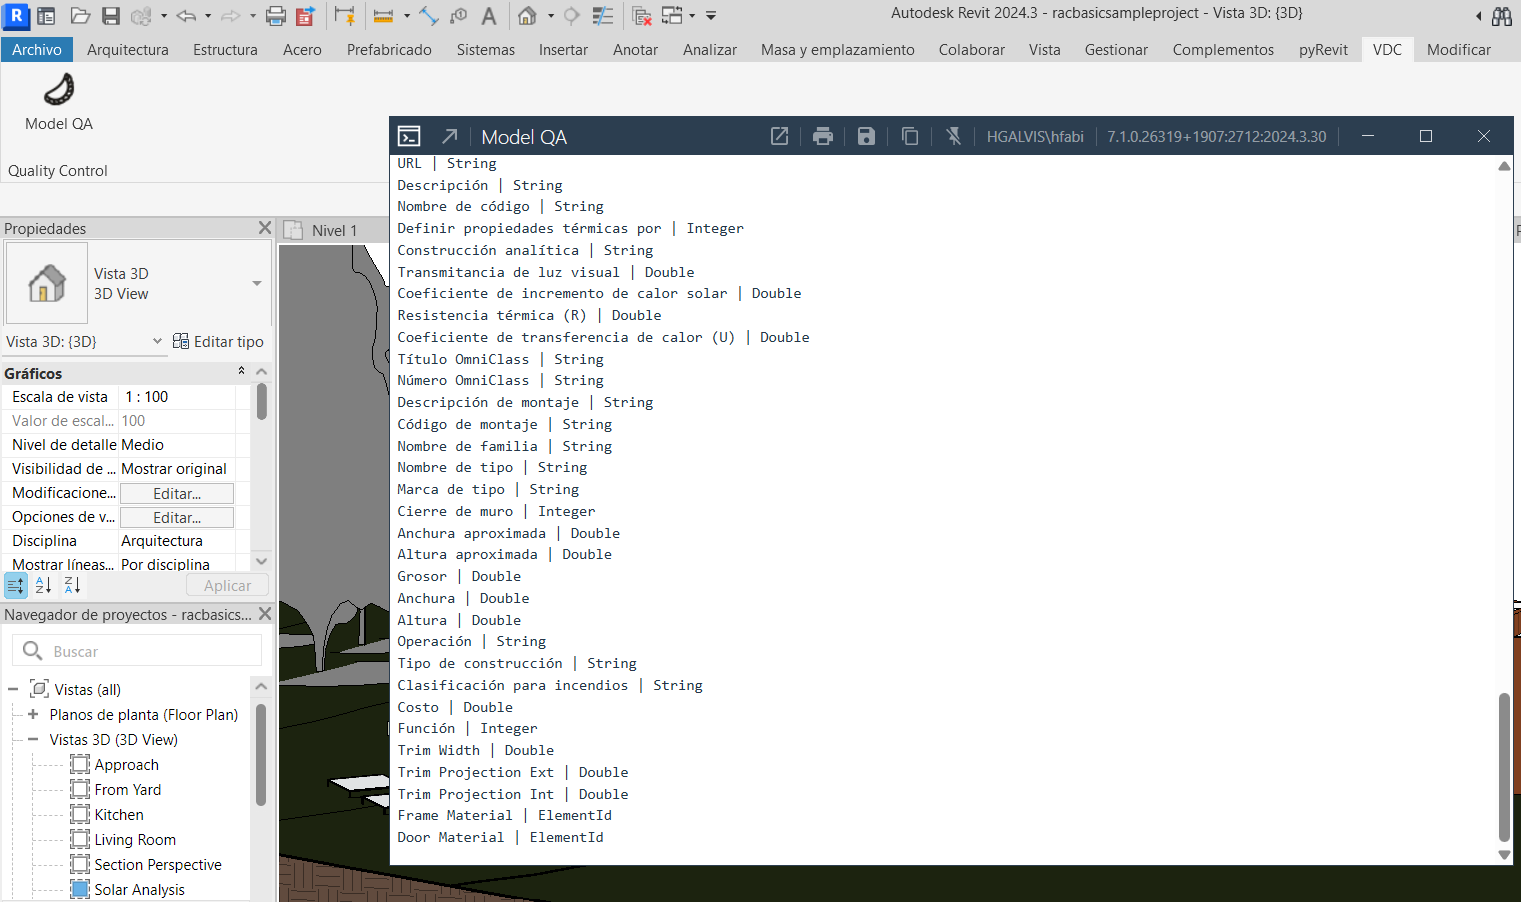 R
Autodesk Revit 2024.3 - racbasicsampleproject - Vista 3D: {3D}
Archivo Arquitectura Estructura Acero Prefabricado Sistemas Insertar Anotar Analizar Masa y emplazamiento Colaborar Vista Gestionar Complementos pyRevit VDC Modificar
Model QA
Quality Control
Model QA HGALVIS\hfabi 7.1.0.26319+1907:2712:2024.3.30
URL | String
Descripción | String
Nombre de código | String
Definir propiedades térmicas por | Integer
Construcción analítica | String
Transmitancia de luz visual | Double
Coeficiente de incremento de calor solar | Double
Resistencia térmica (R) | Double
Coeficiente de transferencia de calor (U) | Double
Título OmniClass | String
Número OmniClass | String
Descripción de montaje | String
Código de montaje | String
Nombre de familia | String
Nombre de tipo | String
Marca de tipo | String
Cierre de muro | Integer
Anchura aproximada | Double
Altura aproximada | Double
Grosor | Double
Anchura | Double
Altura | Double
Operación | String
Tipo de construcción | String
Clasificación para incendios | String
Costo | Double
Función | Integer
Trim Width | Double
Trim Projection Ext | Double
Trim Projection Int | Double
Frame Material | ElementId
Door Material | ElementId
Propiedades
Nivel 1
Vista 3D
3D View
Vista 3D: {3D} Editar tipo
Gráficos
Escala de vista 1 : 100
Valor de escal... 100
Nivel de detalle Medio
Visibilidad de ... Mostrar original
Modificacione... Editar...
Opciones de v... Editar...
Disciplina Arquitectura
Mostrar líneas... Por disciplina
Aplicar
Navegador de proyectos - racbasics...
Buscar
Vistas (all)
Planos de planta (Floor Plan)
Vistas 3D (3D View)
Approach
From Yard
Kitchen
Living Room
Section Perspective
Solar Analysis